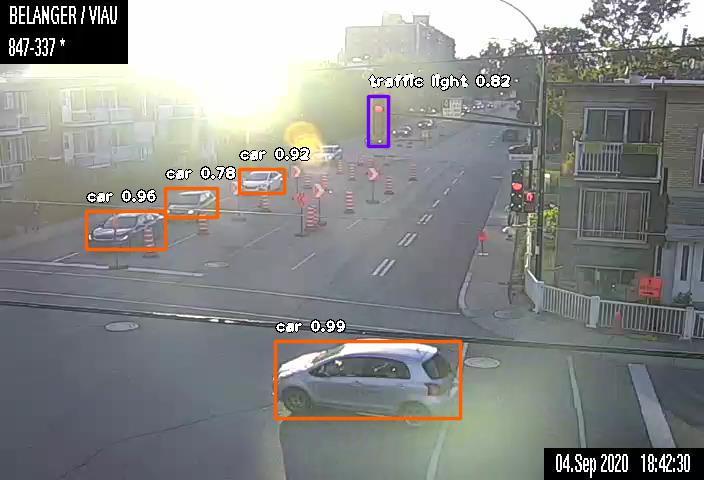 BELANGER / VIAU
847-337 *
traffic light 0.82
car 0.92
car 0.78
car 0.96
car 0.99
04.Sep 2020 18:42:30